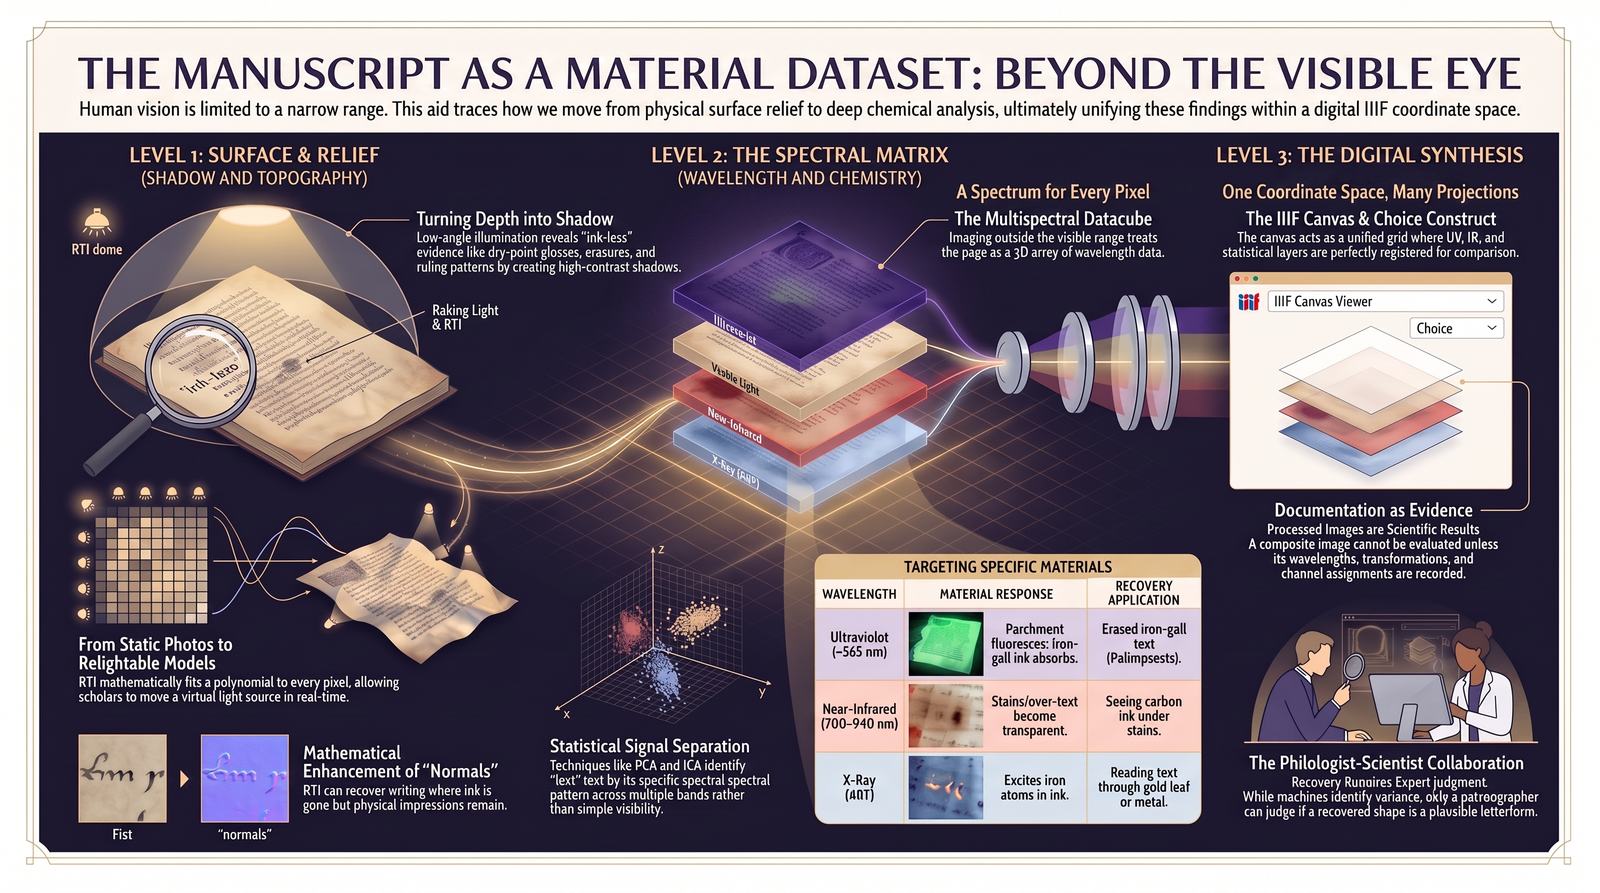 THE MANUSCRIPT AS A MATERIAL DATASET: BEYOND THE VISIBLE EYE
Human vision is limited to a narrow range. This aid traces how we move from physical surface relief to deep chemical analysis, ultimately unifying these findings within a digital IIIF coordinate space.
LEVEL 1: SURFACE & RELIEF
(SHADOW AND TOPOGRAPHY)
RTI dome
Turning Depth into Shadow
Low-angle illumination reveals “ink-less”
evidence like dry-point glosses, erasures, and
ruling patterns by creating high-contrast shadows.
Raking Light
& RTI
From Static Photos to
Relightable Models
RTI mathematically fits a polynomial to every pixel, allowing
scholars to move a virtual light source in real-time.
Fist
“normals”
Mathematical
Enhancement of “Normals”
RTI can recover writing where ink is
gone but physical impressions remain.
LEVEL 2: THE SPECTRAL MATRIX
(WAVELENGTH AND CHEMISTRY)
A Spectrum for Every Pixel
The Multispectral Datacube
Imaging outside the visible range treats
the page as a 3D array of wavelength data.
Light
z
y
x
Statistical Signal Separation
Techniques like PCA and ICA identify
“lext” text by its specific spectral spectral
pattern across multiple bands rather
than simple visibility.
TARGETING SPECIFIC MATERIALS
WAVELENGTH
MATERIAL RESPONSE
RECOVERY
APPLICATION
Ultraviolot
(–565 nm)
Parchment
fluoresces: iron-
gall ink absorbs.
Erased iron-gall
text
(Palimpsests).
Near-Infrared
(700–940 nm)
Stains/over-text
become
transparent.
Seeing carbon
ink under
stains.
X-Ray
Excites iron
atoms in ink.
Reading text
through gold leaf
or metal.
LEVEL 3: THE DIGITAL SYNTHESIS
One Coordinate Space, Many Projections
The IIIF Canvas & Choice Construct
The canvas acts as a unified grid where UV, IR, and
statistical layers are perfectly registered for comparison.
iiif
IIIF Canvas Viewer
Choice
Documentation as Evidence
Processed Images are Scientific Results
A composite image cannot be evaluated unless
its wavelengths, transformations, and
channel assignments are recorded.
The Philologist-Scientist Collaboration
Recovery Runires Expert judgment.
While machines identify variance, okly a patroographer
can judge if a recovered shape is a plausible letterform.